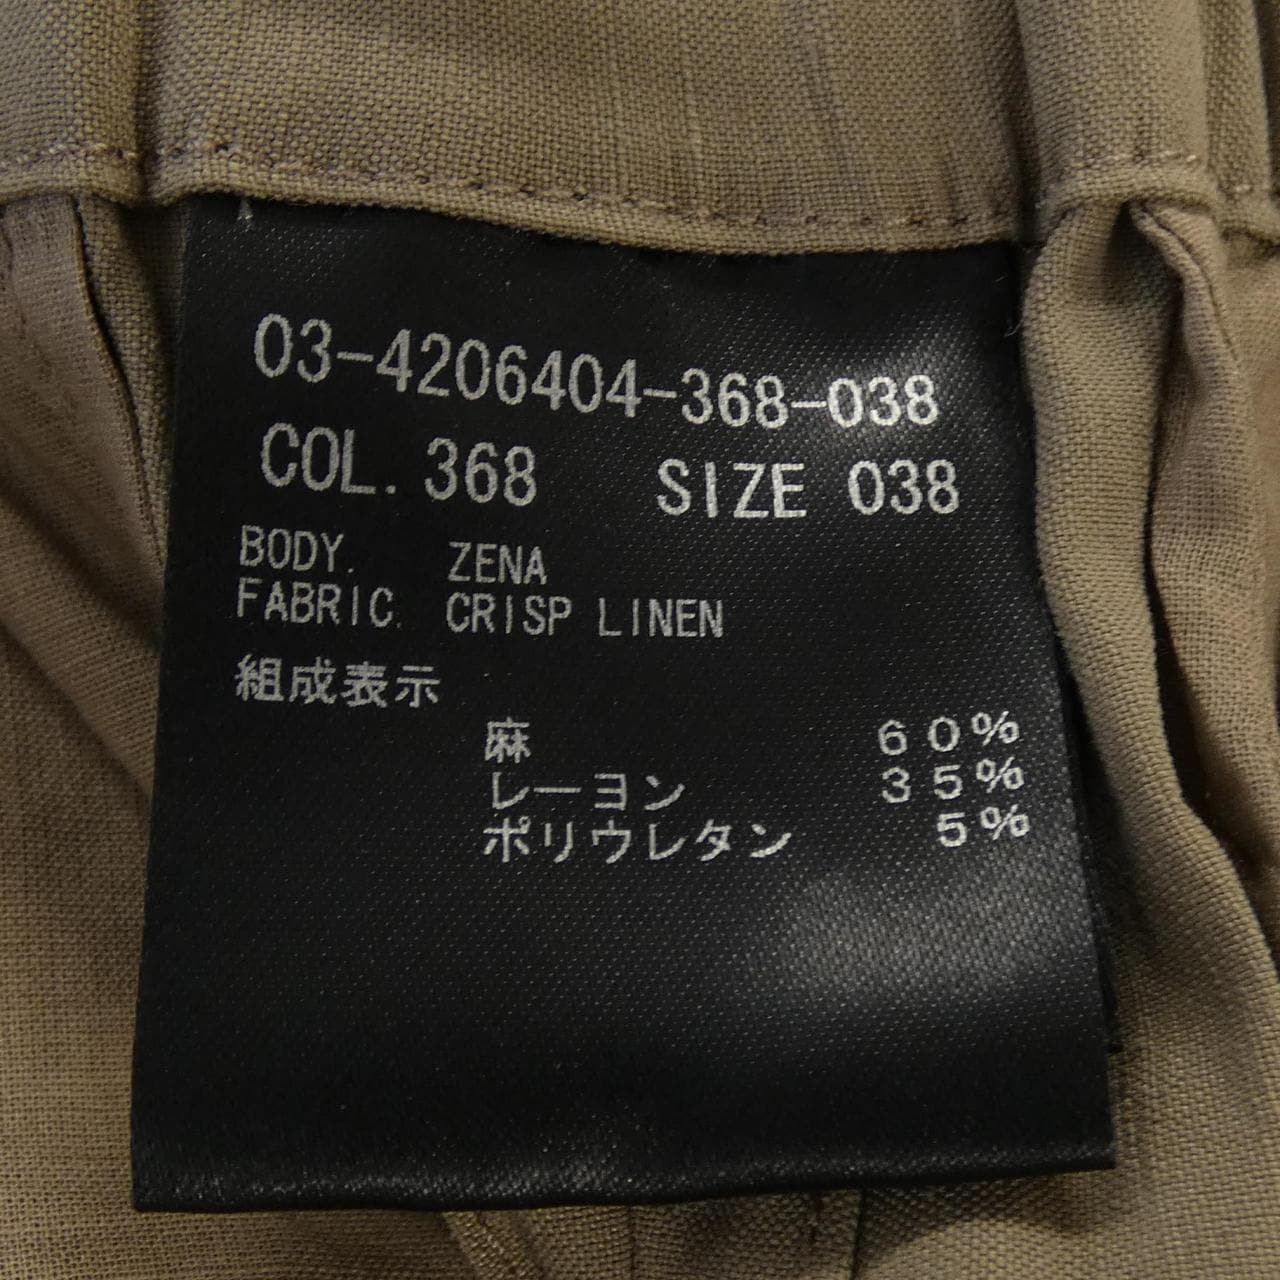 03-4206404-368-038
COL. 368 SIZE 038
BODY. ZENA
FABRIC. CRISP LINEN
組成表示
麻 60%
レーヨン 35%
ポリウレタン 5%